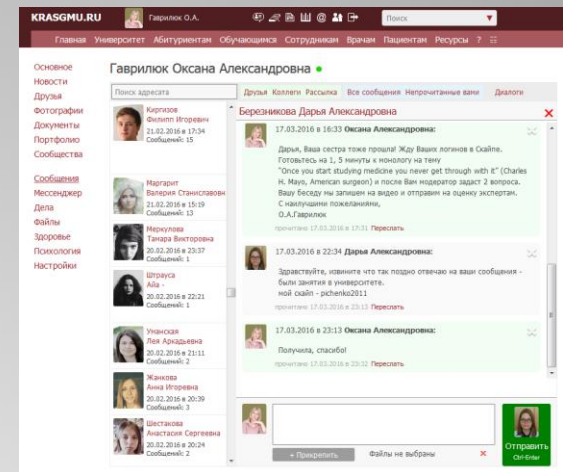 KRASGMU.RU
Гаврилюк О.А.
Поиск
Главная Университет Абитуриентам Обучающимся Сотрудникам Врачам Пациентам Ресурсы ?
Основное
Новости
Друзья
Фотографии
Документы
Портфолио
Сообщества
Сообщения
Мессенджер
Дела
Файлы
Здоровье
Психология
Настройки
Гаврилюк Оксана Александровна
Поиск адресата
Киргизов
Филипп Игоревич
21.02.2016 в 17:34
Сообщений: 15
Маргарит
Валерия Станиславовн
21.02.2016 в 15:19
Сообщений: 13
Меркулова
Тамара Викторовна
20.02.2016 в 23:37
Сообщений: 1
Штрауса
Айа -
20.02.2016 в 22:21
Сообщений: 1
Унанская
Лея Аркадьевна
20.02.2016 в 21:11
Сообщений: 2
Жанкова
Анна Игоревна
20.02.2016 в 20:39
Сообщений: 3
Шестакова
Анастасия Сергеевна
20.02.2016 в 20:24
Сообщений: 2
Друзья Коллеги Рассылка Все сообщения Непрочитанные вами Диалоги
Березникова Дарья Александровна
17.03.2016 в 16:33 Оксана Александровна:
Дарья, Ваша сестра тоже прошла! Жду Ваших логинов в Скайпе.
Готовьтесь на 1, 5 минуты к монологу на тему
"Once you start studying medicine you never get through with it" (Charles
H. Mayo, American surgeon) и после Вам модератор задаст 2 вопроса.
Вашу беседу мы запишем на видео и отправим на оценку экспертам.
С наилучшими пожеланиями,
О.А.Гаврилюк
прочитано 17.03.2016 в 17:31 Переслать
17.03.2016 в 22:34 Дарья Александровна:
Здравствуйте, извините что так поздно отвечаю на ваши сообщения -
были занятия в университете.
мой скайп - pichenko2011
прочитано 17.03.2016 в 23:13 Переслать
17.03.2016 в 23:13 Оксана Александровна:
Получила, спасибо!
прочитано 17.03.2016 в 23:32 Переслать
+ Прикрепить Файлы не выбраны
Отправить
Ctrl-Enter